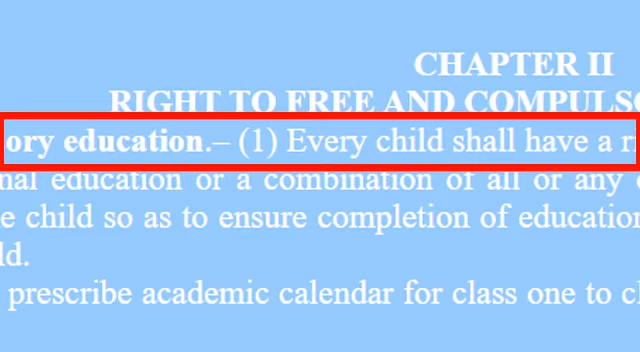 CHAPTER II
RIGHT TO FREE AND COMPULSO
ory education.– (1) Every child shall have a
nal education or a combination of all or any
e child so as to ensure completion of education
ld.
prescribe academic calendar for class one to